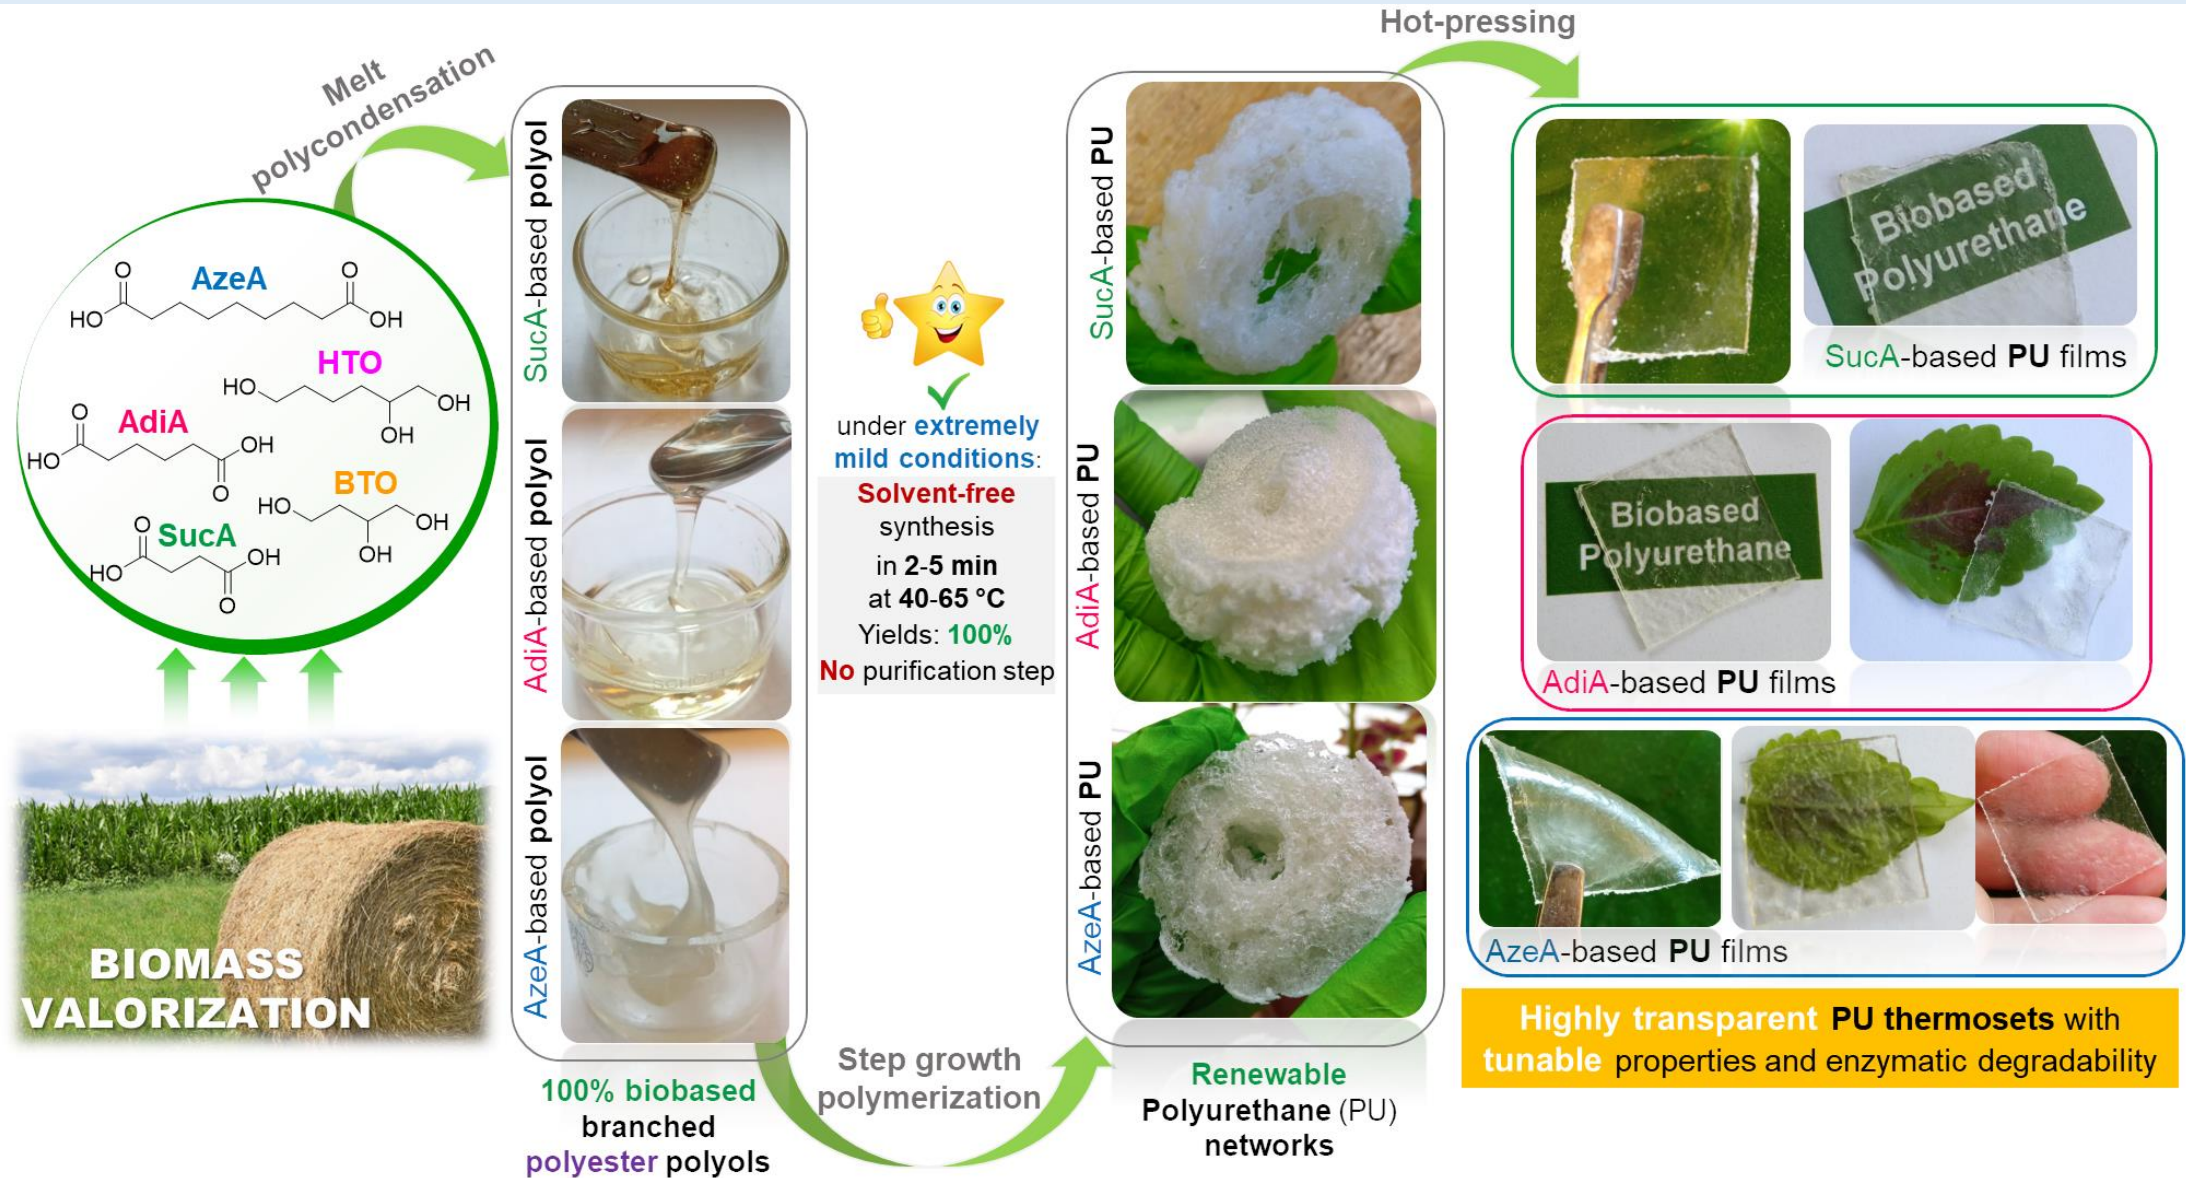 Melt
polycondensation
AzeA
O
O
HO
OH
HTO
HO
OH
OH
AdiA
O
OH
HO
O
BTO
HO
OH
OH
SucA
O
OH
HO
O
BIOMASS
VALORIZATION
SucA-based polyol
AdiA-based polyol
AzeA-based polyol
100% biobased
branched
polyester polyols
under extremely
mild conditions:
Solvent-free
synthesis
in 2-5 min
at 40-65 °C
Yields: 100%
No purification step
Step growth
polymerization
SucA-based PU
AdiA-based PU
AzeA-based PU
Renewable
Polyurethane (PU)
networks
Hot-pressing
Biobased
Polyurethane
SucA-based PU films
Biobased
Polyurethane
AdiA-based PU films
AzeA-based PU films
Highly transparent PU thermosets with
tunable properties and enzymatic degradability